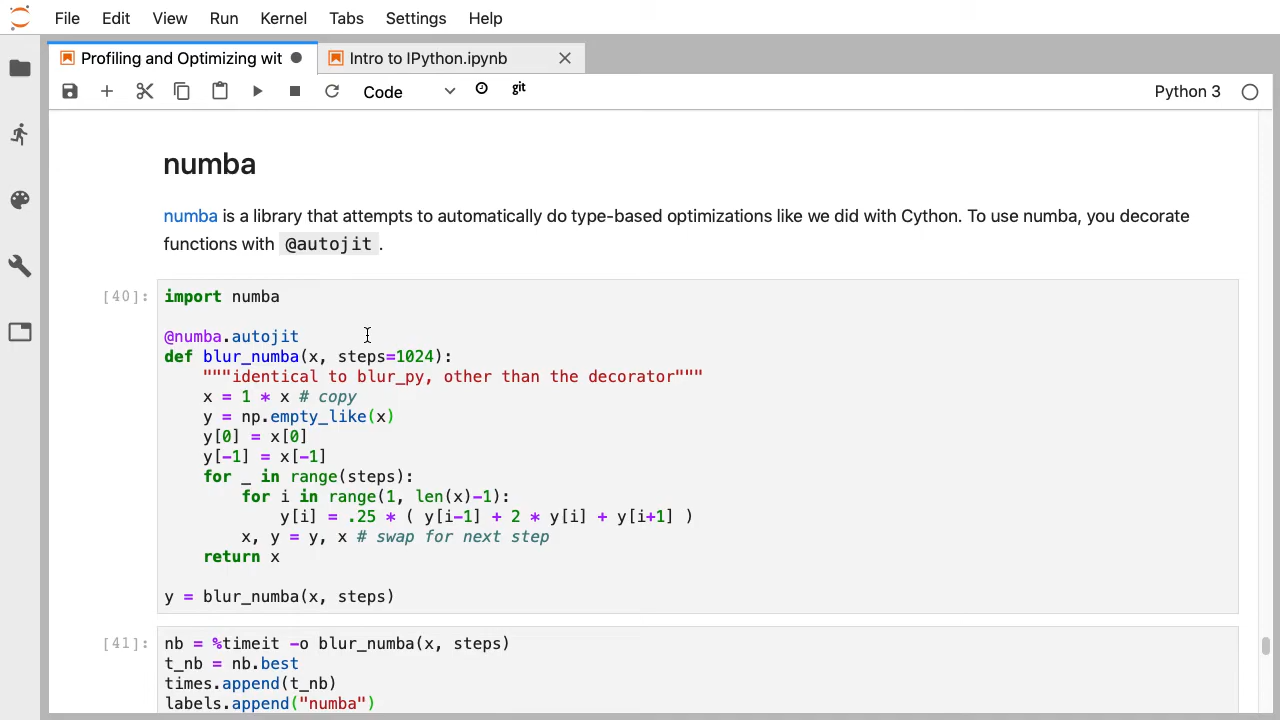 File Edit View Run Kernel Tabs Settings Help
Profiling and Optimizing wit Intro to IPython.ipynb
Code git Python 3
numba
numba is a library that attempts to automatically do type-based optimizations like we did with Cython. To use numba, you decorate
functions with @autojit .
[40]: import numba
@numba.autojit
def blur_numba(x, steps=1024):
"""identical to blur_py, other than the decorator"""
x = 1 * x # copy
y = np.empty_like(x)
y[0] = x[0]
y[-1] = x[-1]
for _ in range(steps):
for i in range(1, len(x)-1):
y[i] = .25 * ( y[i-1] + 2 * y[i] + y[i+1] )
x, y = y, x # swap for next step
return x
y = blur_numba(x, steps)
[41]: nb = %timeit -o blur_numba(x, steps)
t_nb = nb.best
times.append(t_nb)
labels.append("numba")